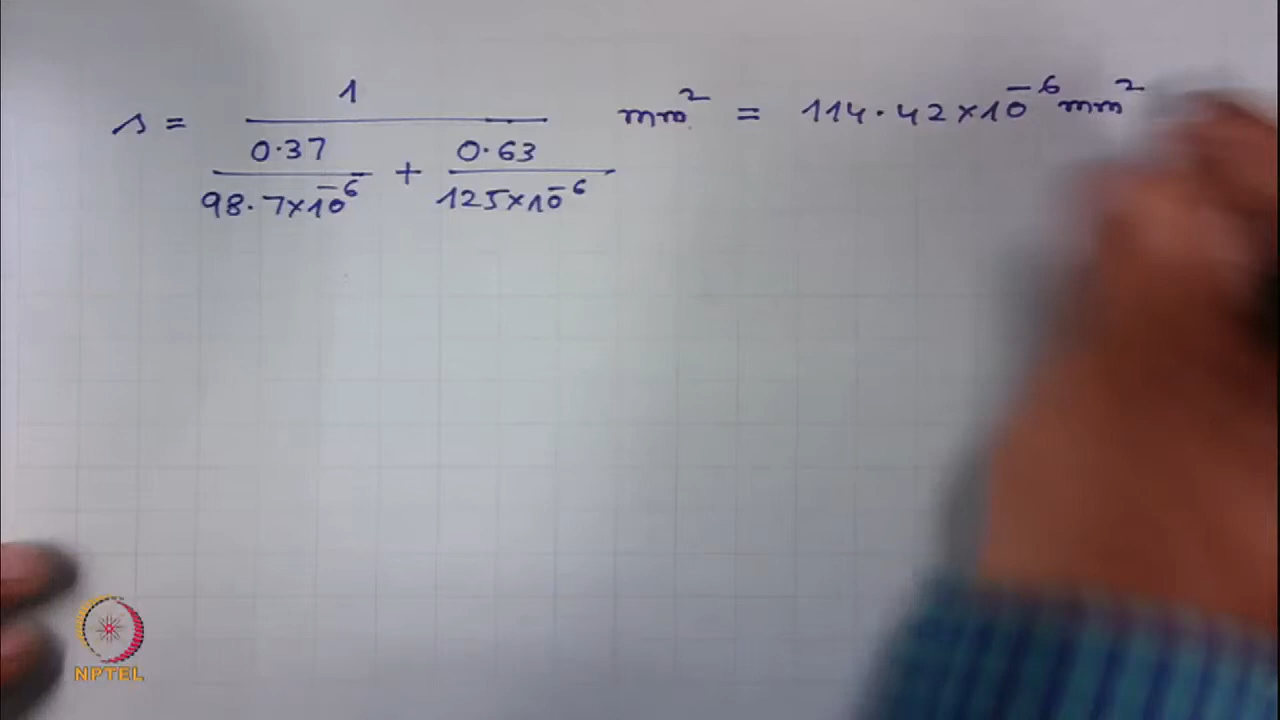 s = 1 / (0.37 / 98.7×10⁻⁶ + 0.63 / 125×10⁻⁶) mm² = 114.42×10⁻⁶ mm²
NPTEL